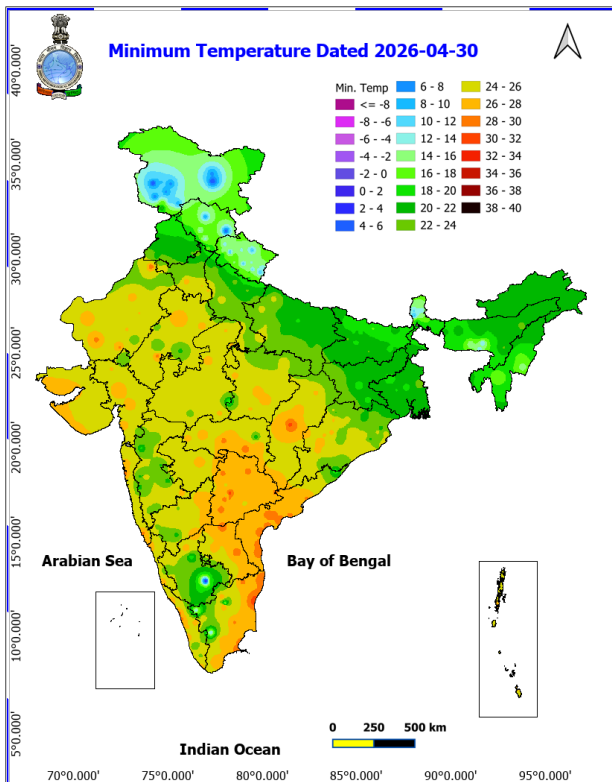 Minimum Temperature Dated 2026-04-30
Min. Temp
<= -8
-8 - -6
-6 - -4
-4 - -2
-2 - 0
0 - 2
2 - 4
4 - 6
6 - 8
8 - 10
10 - 12
12 - 14
14 - 16
16 - 18
18 - 20
20 - 22
22 - 24
24 - 26
26 - 28
28 - 30
30 - 32
32 - 34
34 - 36
36 - 38
38 - 40
40°0.000'
35°0.000'
30°0.000'
25°0.000'
20°0.000'
15°0.000'
10°0.000'
5°0.000'
Arabian Sea
Bay of Bengal
Indian Ocean
0 250 500 km
70°0.000' 75°0.000' 80°0.000' 85°0.000' 90°0.000' 95°0.000'